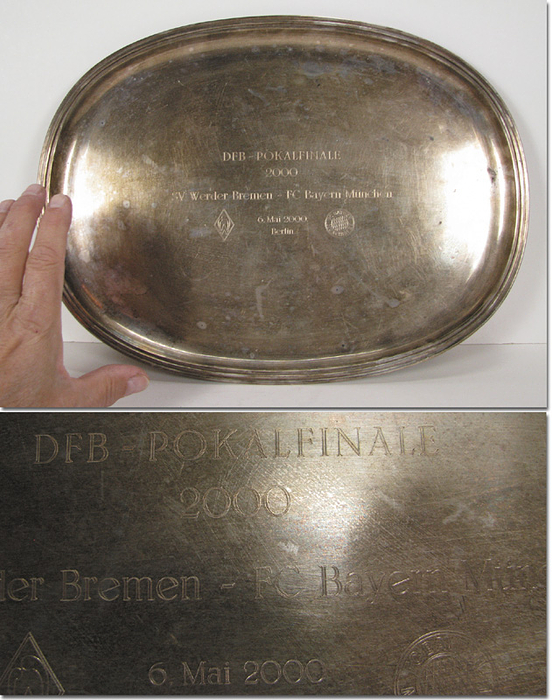 DFB - POKALFINALE
2000
SV Werder Bremen - FC Bayern München
6. Mai 2000
Berlin
DFB - POKALFINALE
2000
der Bremen - FC Bayern Münc
6. Mai 2000